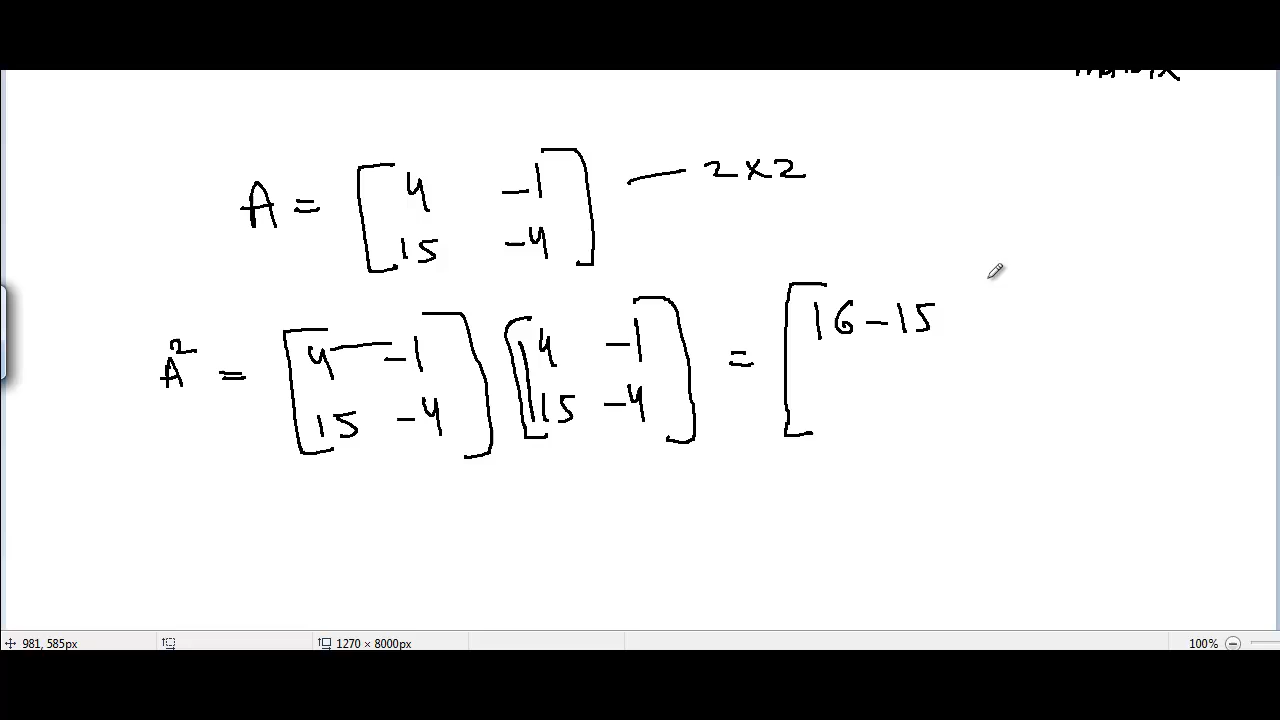 A = [ 4 -1 — 2x2
15 -4 ]
A² = [ 4 -1 [ 4 -1 = [ 16-15
15 -4 ] 15 -4 ]
981, 585px 1270 × 8000px 100%